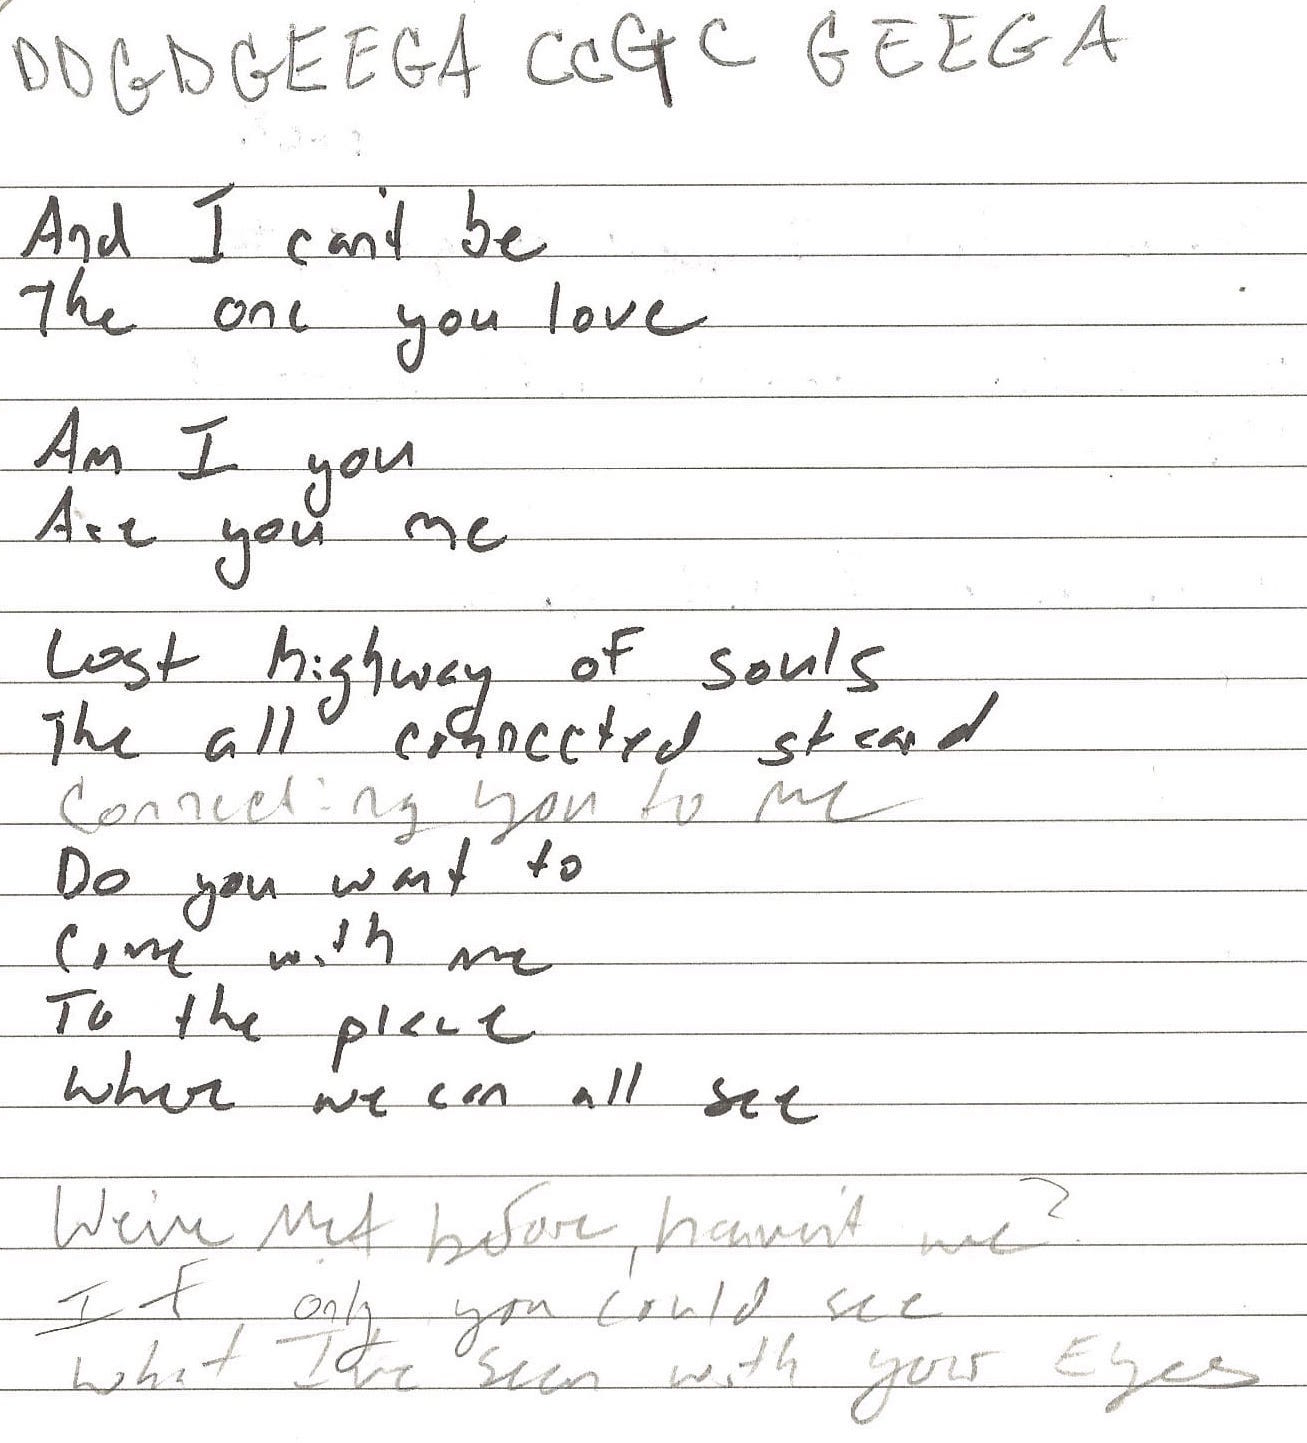 DDGDGEEGA CCGC GEEGA
And I can't be
The one you love
Am I you
Are you me
Lost highway of souls
The all connected
Connecting you to me
Do you want to
Come with me
To the place
Where we can all see
We've Met before, haven't we?
If only you could see
What I've seen with your Eyes